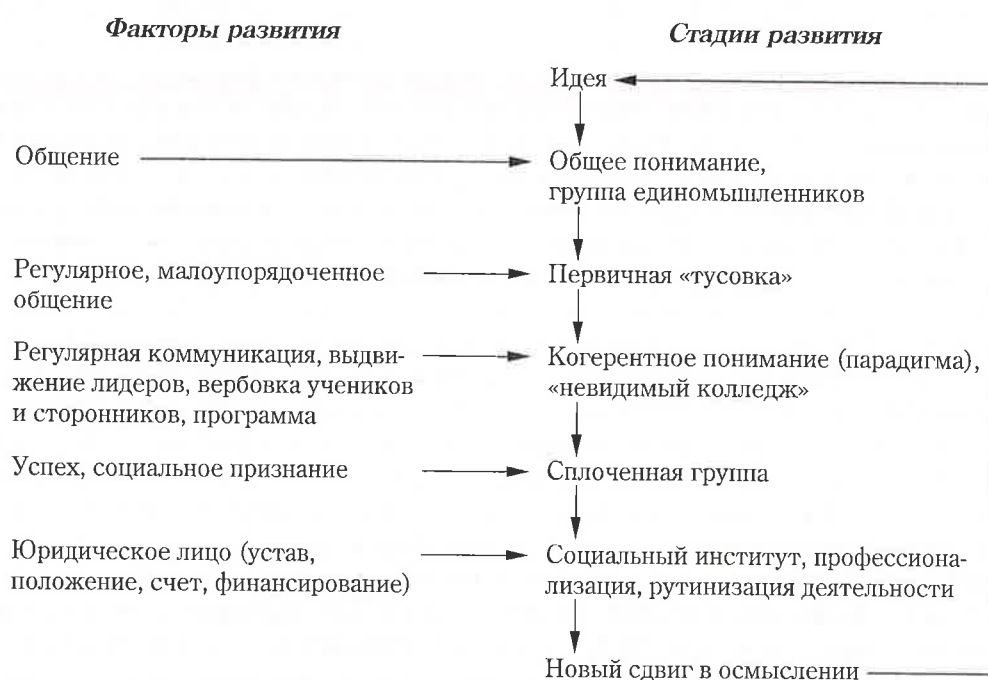 Факторы развития
Стадии развития
Идея
Общение
Общее понимание,
группа единомышленников
Регулярное, малоупорядоченное
общение
Первичная «тусовка»
Регулярная коммуникация, выдви-
жение лидеров, вербовка учеников
и сторонников, программа
Когерентное понимание (парадигма),
«невидимый колледж»
Успех, социальное признание
Сплоченная группа
Юридическое лицо (устав,
положение, счет, финансирование)
Социальный институт, профессиона-
лизация, рутинизация деятельности
Новый сдвиг в осмыслении